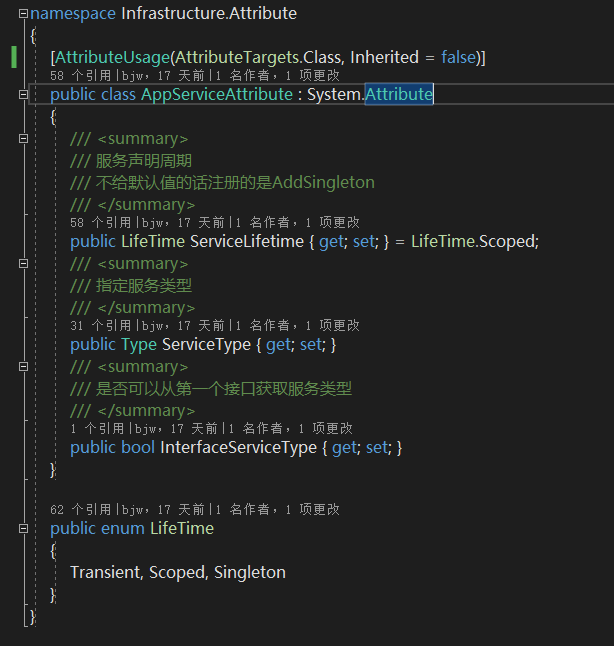 namespace Infrastructure.Attribute
{
[AttributeUsage(AttributeTargets.Class, Inherited = false)]
58 个引用|bjw，17 天前|1 名作者，1 项更改
public class AppServiceAttribute : System.Attribute
{
/// <summary>
/// 服务声明周期
/// 不给默认值的话注册的是AddSingleton
/// </summary>
58 个引用|bjw，17 天前|1 名作者，1 项更改
public LifeTime ServiceLifetime { get; set; } = LifeTime.Scoped;
/// <summary>
/// 指定服务类型
/// </summary>
31 个引用|bjw，17 天前|1 名作者，1 项更改
public Type ServiceType { get; set; }
/// <summary>
/// 是否可以从第一个接口获取服务类型
/// </summary>
1 个引用|bjw，17 天前|1 名作者，1 项更改
public bool InterfaceServiceType { get; set; }
}
62 个引用|bjw，17 天前|1 名作者，1 项更改
public enum LifeTime
{
Transient, Scoped, Singleton
}
}